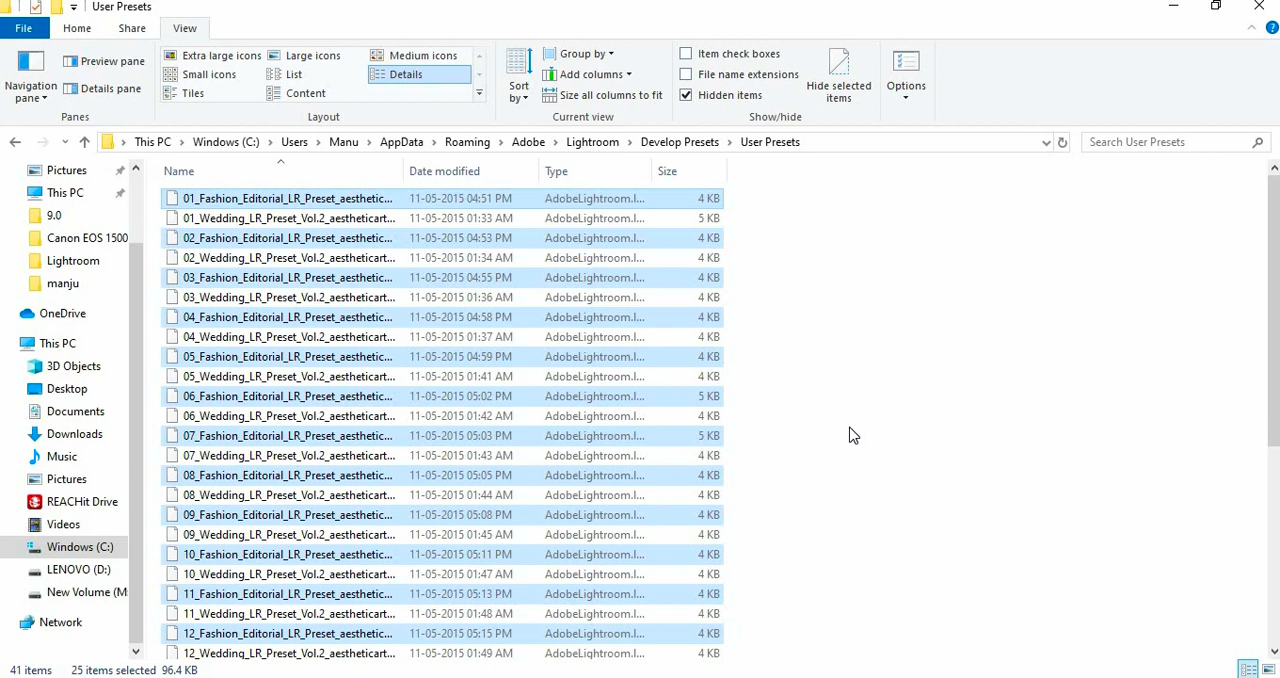 User Presets
File Home Share View
Navigation pane
Preview pane
Details pane
Panes
Extra large icons Large icons Medium icons
Small icons List Details
Tiles Content
Layout
Sort by
Group by
Add columns
Size all columns to fit
Current view
Item check boxes
File name extensions
Hidden items
Hide selected items
Show/hide
Options
This PC > Windows (C:) > Users > Manu > AppData > Roaming > Adobe > Lightroom > Develop Presets > User Presets
Search User Presets
Pictures
This PC
9.0
Canon EOS 1500
Lightroom
manju
OneDrive
This PC
3D Objects
Desktop
Documents
Downloads
Music
Pictures
REACHit Drive
Videos
Windows (C:)
LENOVO (D:)
New Volume (M:
Network
Name Date modified Type Size
01_Fashion_Editorial_LR_Preset_aesthetic... 11-05-2015 04:51 PM AdobeLightroom.l... 4 KB
01_Wedding_LR_Preset_Vol.2_aestheticart... 11-05-2015 01:33 AM AdobeLightroom.l... 5 KB
02_Fashion_Editorial_LR_Preset_aesthetic... 11-05-2015 04:53 PM AdobeLightroom.l... 4 KB
02_Wedding_LR_Preset_Vol.2_aestheticart... 11-05-2015 01:34 AM AdobeLightroom.l... 4 KB
03_Fashion_Editorial_LR_Preset_aesthetic... 11-05-2015 04:55 PM AdobeLightroom.l... 4 KB
03_Wedding_LR_Preset_Vol.2_aestheticart... 11-05-2015 01:36 AM AdobeLightroom.l... 4 KB
04_Fashion_Editorial_LR_Preset_aesthetic... 11-05-2015 04:58 PM AdobeLightroom.l... 4 KB
04_Wedding_LR_Preset_Vol.2_aestheticart... 11-05-2015 01:37 AM AdobeLightroom.l... 4 KB
05_Fashion_Editorial_LR_Preset_aesthetic... 11-05-2015 04:59 PM AdobeLightroom.l... 4 KB
05_Wedding_LR_Preset_Vol.2_aestheticart... 11-05-2015 01:41 AM AdobeLightroom.l... 4 KB
06_Fashion_Editorial_LR_Preset_aesthetic... 11-05-2015 05:02 PM AdobeLightroom.l... 5 KB
06_Wedding_LR_Preset_Vol.2_aestheticart... 11-05-2015 01:42 AM AdobeLightroom.l... 4 KB
07_Fashion_Editorial_LR_Preset_aesthetic... 11-05-2015 05:03 PM AdobeLightroom.l... 5 KB
07_Wedding_LR_Preset_Vol.2_aestheticart... 11-05-2015 01:43 AM AdobeLightroom.l... 4 KB
08_Fashion_Editorial_LR_Preset_aesthetic... 11-05-2015 05:05 PM AdobeLightroom.l... 4 KB
08_Wedding_LR_Preset_Vol.2_aestheticart... 11-05-2015 01:44 AM AdobeLightroom.l... 4 KB
09_Fashion_Editorial_LR_Preset_aesthetic... 11-05-2015 05:08 PM AdobeLightroom.l... 4 KB
09_Wedding_LR_Preset_Vol.2_aestheticart... 11-05-2015 01:45 AM AdobeLightroom.l... 4 KB
10_Fashion_Editorial_LR_Preset_aesthetic... 11-05-2015 05:11 PM AdobeLightroom.l... 4 KB
10_Wedding_LR_Preset_Vol.2_aestheticart... 11-05-2015 01:47 AM AdobeLightroom.l... 4 KB
11_Fashion_Editorial_LR_Preset_aesthetic... 11-05-2015 05:13 PM AdobeLightroom.l... 4 KB
11_Wedding_LR_Preset_Vol.2_aestheticart... 11-05-2015 01:48 AM AdobeLightroom.l... 4 KB
12_Fashion_Editorial_LR_Preset_aesthetic... 11-05-2015 05:15 PM AdobeLightroom.l... 4 KB
12_Wedding_LR_Preset_Vol.2_aestheticart... 11-05-2015 01:49 AM AdobeLightroom.l... 4 KB
41 items 25 items selected 96.4 KB